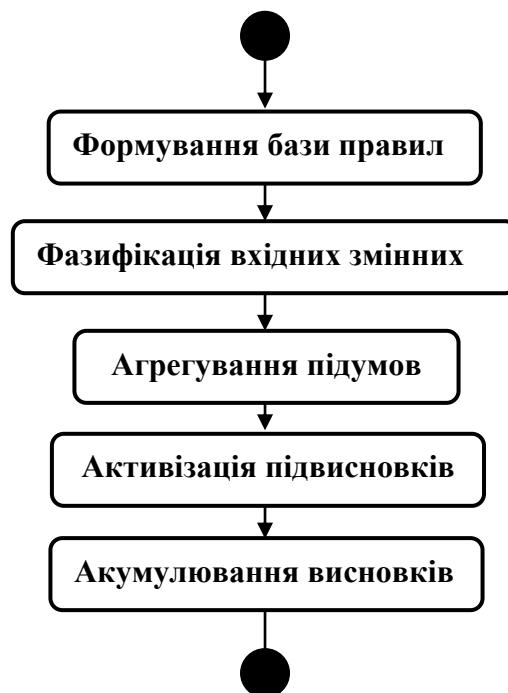 Формування бази правил
Фазифікація вхідних змінних
Агрегування підумов
Активізація підвисновків
Акумулювання висновків